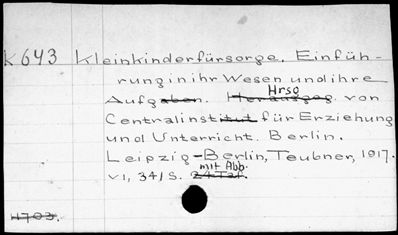 K 643 Kleinkinderfürsorge. Einfüh-
rung in ihr Wesen und ihre
Aufgaben. Herausgeg. Hrsg von
Centralinstitut für Erziehung
und Unterricht. Berlin.
Leipzig-Berlin, Teubner, 1917.
VI, 341 S. 24 Taf. mit Abb.
H703.